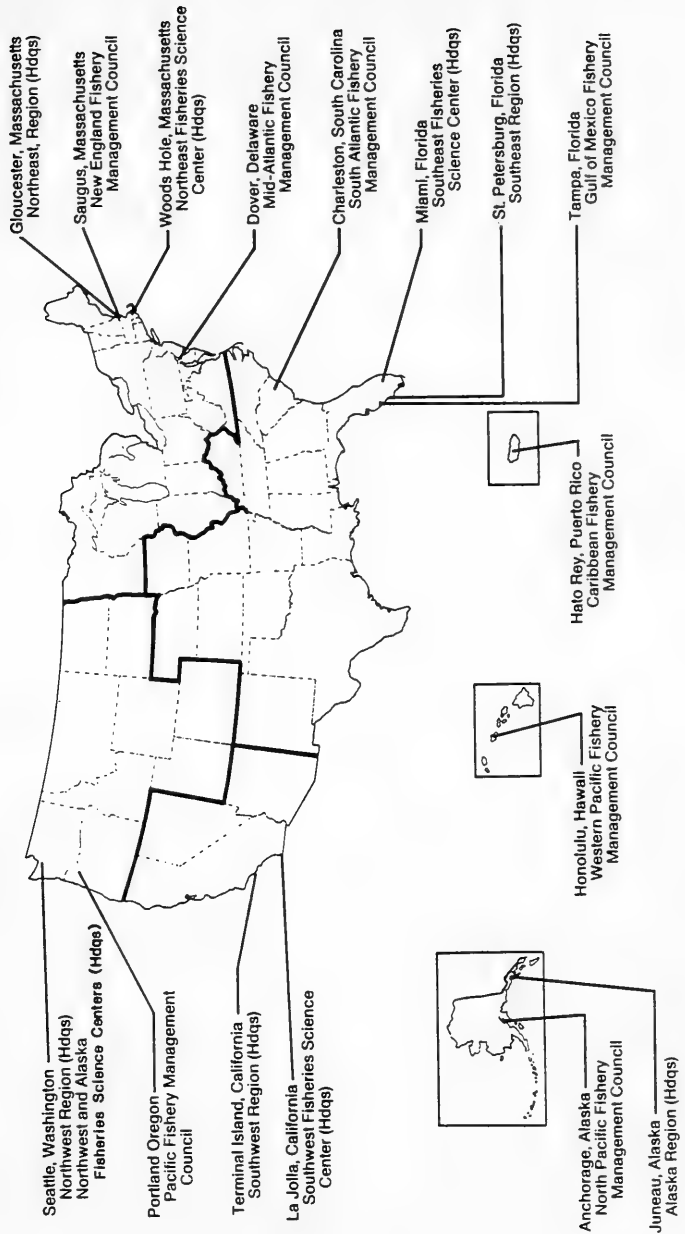 Seattle, Washington
Northwest Region (Hdqs)
Northwest and Alaska
Fisheries Science Centers (Hdqs)
Portland Oregon
Pacific Fishery Management
Council
Terminal Island, California
Southwest Region (Hdqs)
La Jolla, California
Southwest Fisheries Science
Center (Hdqs)
Anchorage, Alaska
North Pacific Fishery
Management Council
Juneau, Alaska
Alaska Region (Hdqs)
Honolulu, Hawaii
Western Pacific Fishery
Management Council
Hato Rey, Puerto Rico
Caribbean Fishery
Management Council
Gloucester, Massachusetts
Northeast, Region (Hdqs)
Saugus, Massachusetts
New England Fishery
Management Council
Woods Hole, Massachusetts
Northeast Fisheries Science
Center (Hdqs)
Dover, Delaware
Mid-Atlantic Fishery
Management Council
Charleston, South Carolina
South Atlantic Fishery
Management Council
Miami, Florida
Southeast Fisheries
Science Center (Hdqs)
St. Petersburg, Florida
Southeast Region (Hdqs)
Tampa, Florida
Gulf of Mexico Fishery
Management Council